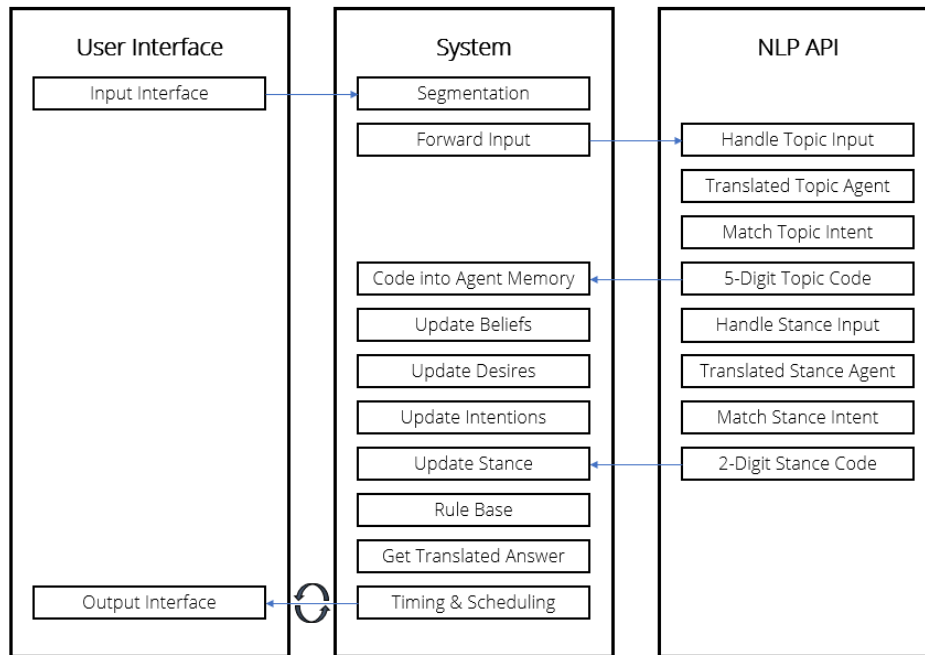 User Interface
Input Interface
Output Interface
System
Segmentation
Forward Input
Code into Agent Memory
Update Beliefs
Update Desires
Update Intentions
Update Stance
Rule Base
Get Translated Answer
Timing & Scheduling
NLP API
Handle Topic Input
Translated Topic Agent
Match Topic Intent
5-Digit Topic Code
Handle Stance Input
Translated Stance Agent
Match Stance Intent
2-Digit Stance Code